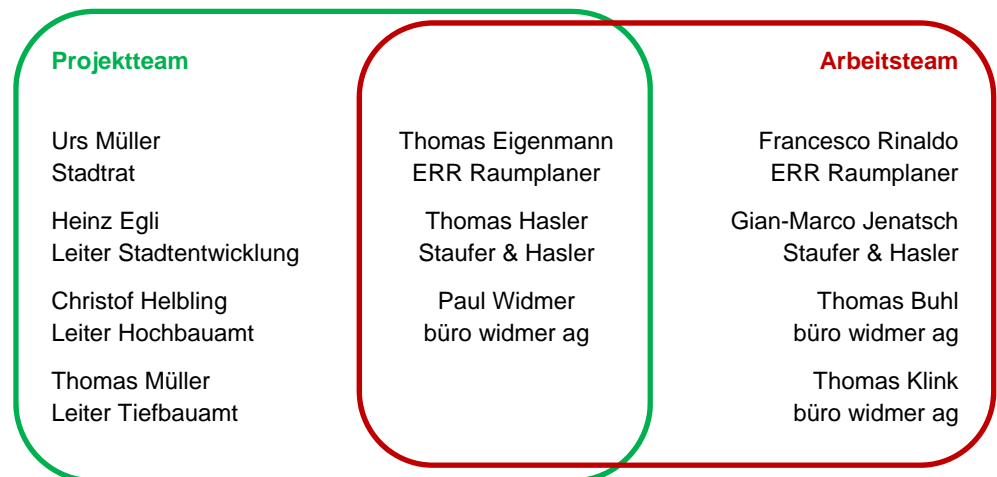 Projektteam
Arbeitsteam
Urs Müller
Stadtrat
Heinz Egli
Leiter Stadtentwicklung
Christof Helbling
Leiter Hochbauamt
Thomas Müller
Leiter Tiefbauamt
Thomas Eigenmann
ERR Raumplaner
Thomas Hasler
Staufer & Hasler
Paul Widmer
büro widmer ag
Francesco Rinaldo
ERR Raumplaner
Gian-Marco Jenatsch
Staufer & Hasler
Thomas Buhl
büro widmer ag
Thomas Klink
büro widmer ag